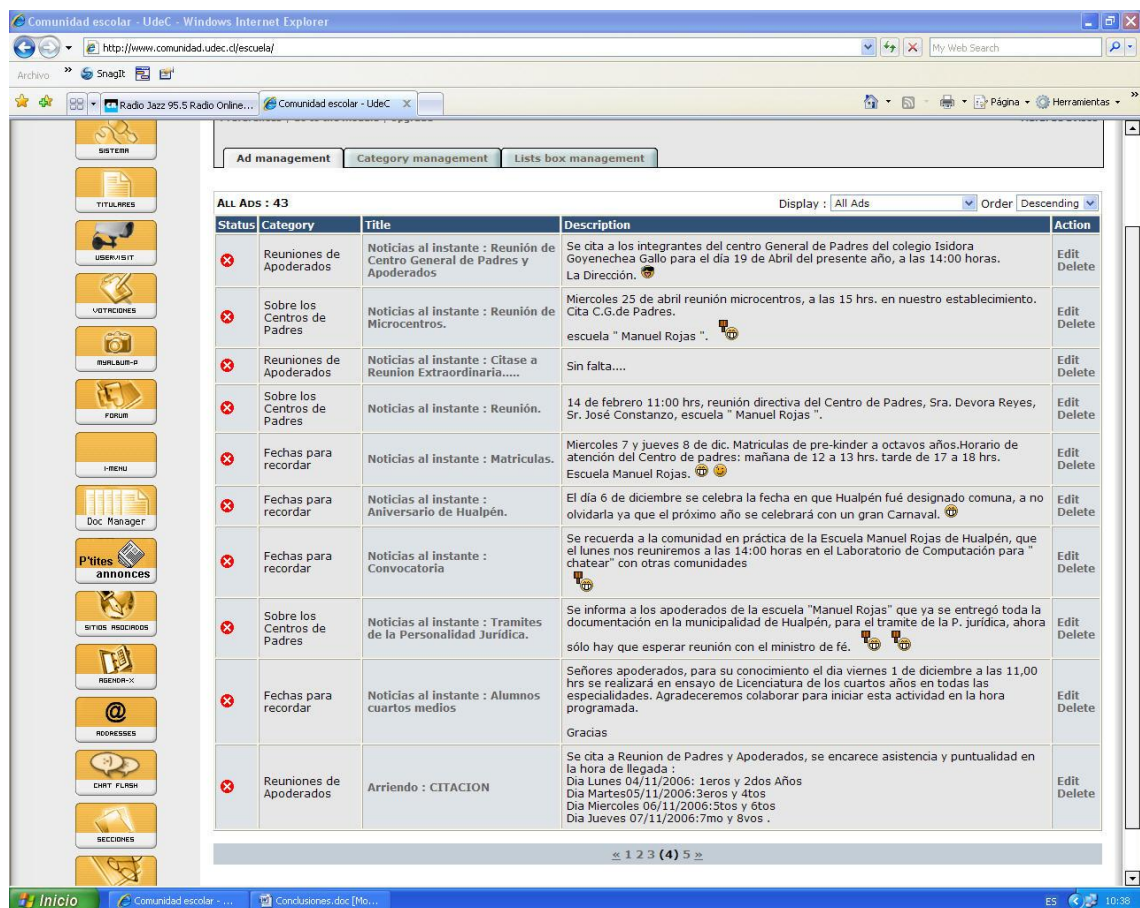 Comunidad escolar - UdeC - Windows Internet Explorer
http://www.comunidad.udec.cl/escuela/
My Web Search
Archivo » SnagIt
Radio Jazz 95.5 Radio Online... Comunidad escolar - UdeC X
Página Herramientas »
SISTEMA
TITULARES
USERVISIT
VOTACIONES
MYALBUM-P
FORUM
I-MENU
Doc Manager
P'tites annonces
SITIOS ASOCIADOS
AGENDA-X
@
ADDRESSES
CHAT FLASH
SECCIONES
Ad management Category management Lists box management
ALL ADS : 43 Display : All Ads Order Descending
Status Category Title Description Action
Reuniones de Apoderados
Noticias al instante : Reunión de
Centro General de Padres y
Apoderados
Se cita a los integrantes del centro General de Padres del colegio Isidora
Goyenechea Gallo para el día 19 de Abril del presente año, a las 14:00 horas.
La Dirección.
Edit
Delete
Sobre los
Centros de
Padres
Noticias al instante : Reunión de
Microcentros.
Miercoles 25 de abril reunión microcentros, a las 15 hrs. en nuestro establecimiento.
Cita C.G.de Padres.
escuela " Manuel Rojas ".
Edit
Delete
Reuniones de
Apoderados
Noticias al instante : Citase a
Reunion Extraordinaria.....
Sin falta....
Edit
Delete
Sobre los
Centros de
Padres
Noticias al instante : Reunión.
14 de febrero 11:00 hrs, reunión directiva del Centro de Padres, Sra. Devora Reyes,
Sr. José Constanzo, escuela " Manuel Rojas ".
Edit
Delete
Fechas para
recordar
Noticias al instante : Matriculas.
Miercoles 7 y jueves 8 de dic. Matriculas de pre-kinder a octavos años.Horario de
atención del Centro de padres: mañana de 12 a 13 hrs. tarde de 17 a 18 hrs.
Escuela Manuel Rojas.
Edit
Delete
Fechas para
recordar
Noticias al instante :
Aniversario de Hualpén.
El día 6 de diciembre se celebra la fecha en que Hualpén fué designado comuna, a no
olvidarla ya que el próximo año se celebrará con un gran Carnaval.
Edit
Delete
Fechas para
recordar
Noticias al instante :
Convocatoria
Se recuerda a la comunidad en práctica de la Escuela Manuel Rojas de Hualpén, que
el lunes nos reuniremos a las 14:00 horas en el Laboratorio de Computación para "
chatear" con otras comunidades
Edit
Delete
Sobre los
Centros de
Padres
Noticias al instante : Tramites
de la Personalidad Jurídica.
Se informa a los apoderados de la escuela "Manuel Rojas" que ya se entregó toda la
documentación en la municipalidad de Hualpén, para el tramite de la P. jurídica, ahora
sólo hay que esperar reunión con el ministro de fé.
Edit
Delete
Fechas para
recordar
Noticias al instante : Alumnos
cuartos medios
Señores apoderados, para su conocimiento el dia viernes 1 de diciembre a las 11,00
hrs se realizará en ensayo de Licenciatura de los cuartos años en todas las
especialidades. Agradeceremos colaborar para iniciar esta actividad en la hora
programada.
Gracias
Edit
Delete
Reuniones de
Apoderados
Arriendo : CITACION
Se cita a Reunion de Padres y Apoderados, se encarece asistencia y puntualidad en
la hora de llegada :
Dia Lunes 04/11/2006: 1eros y 2dos Años
Dia Martes05/11/2006:3eros y 4tos
Dia Miercoles 06/11/2006:5tos y 6tos
Dia Jueves 07/11/2006:7mo y 8vos .
Edit
Delete
« 1 2 3 (4) 5 »
Inicio Comunidad escolar - ... Conclusiones.doc [Mo... ES 10:38